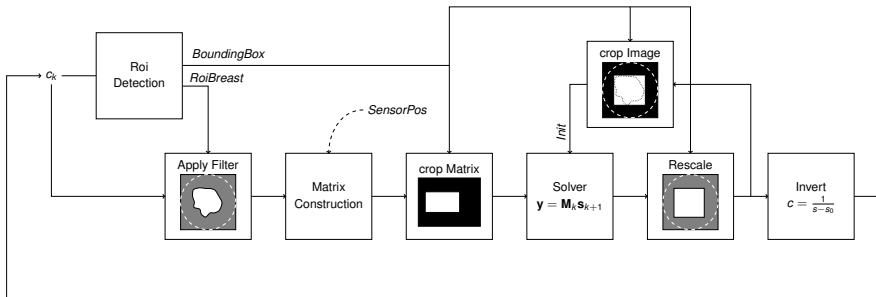 BoundingBox
crop Image
Roi
Detection
c_k
RoiBreast
SensorPos
Init
Apply Filter
Matrix
Construction
crop Matrix
Solver
y = M_k s_{k+1}
Rescale
Invert
c = \frac{1}{s-s_0}